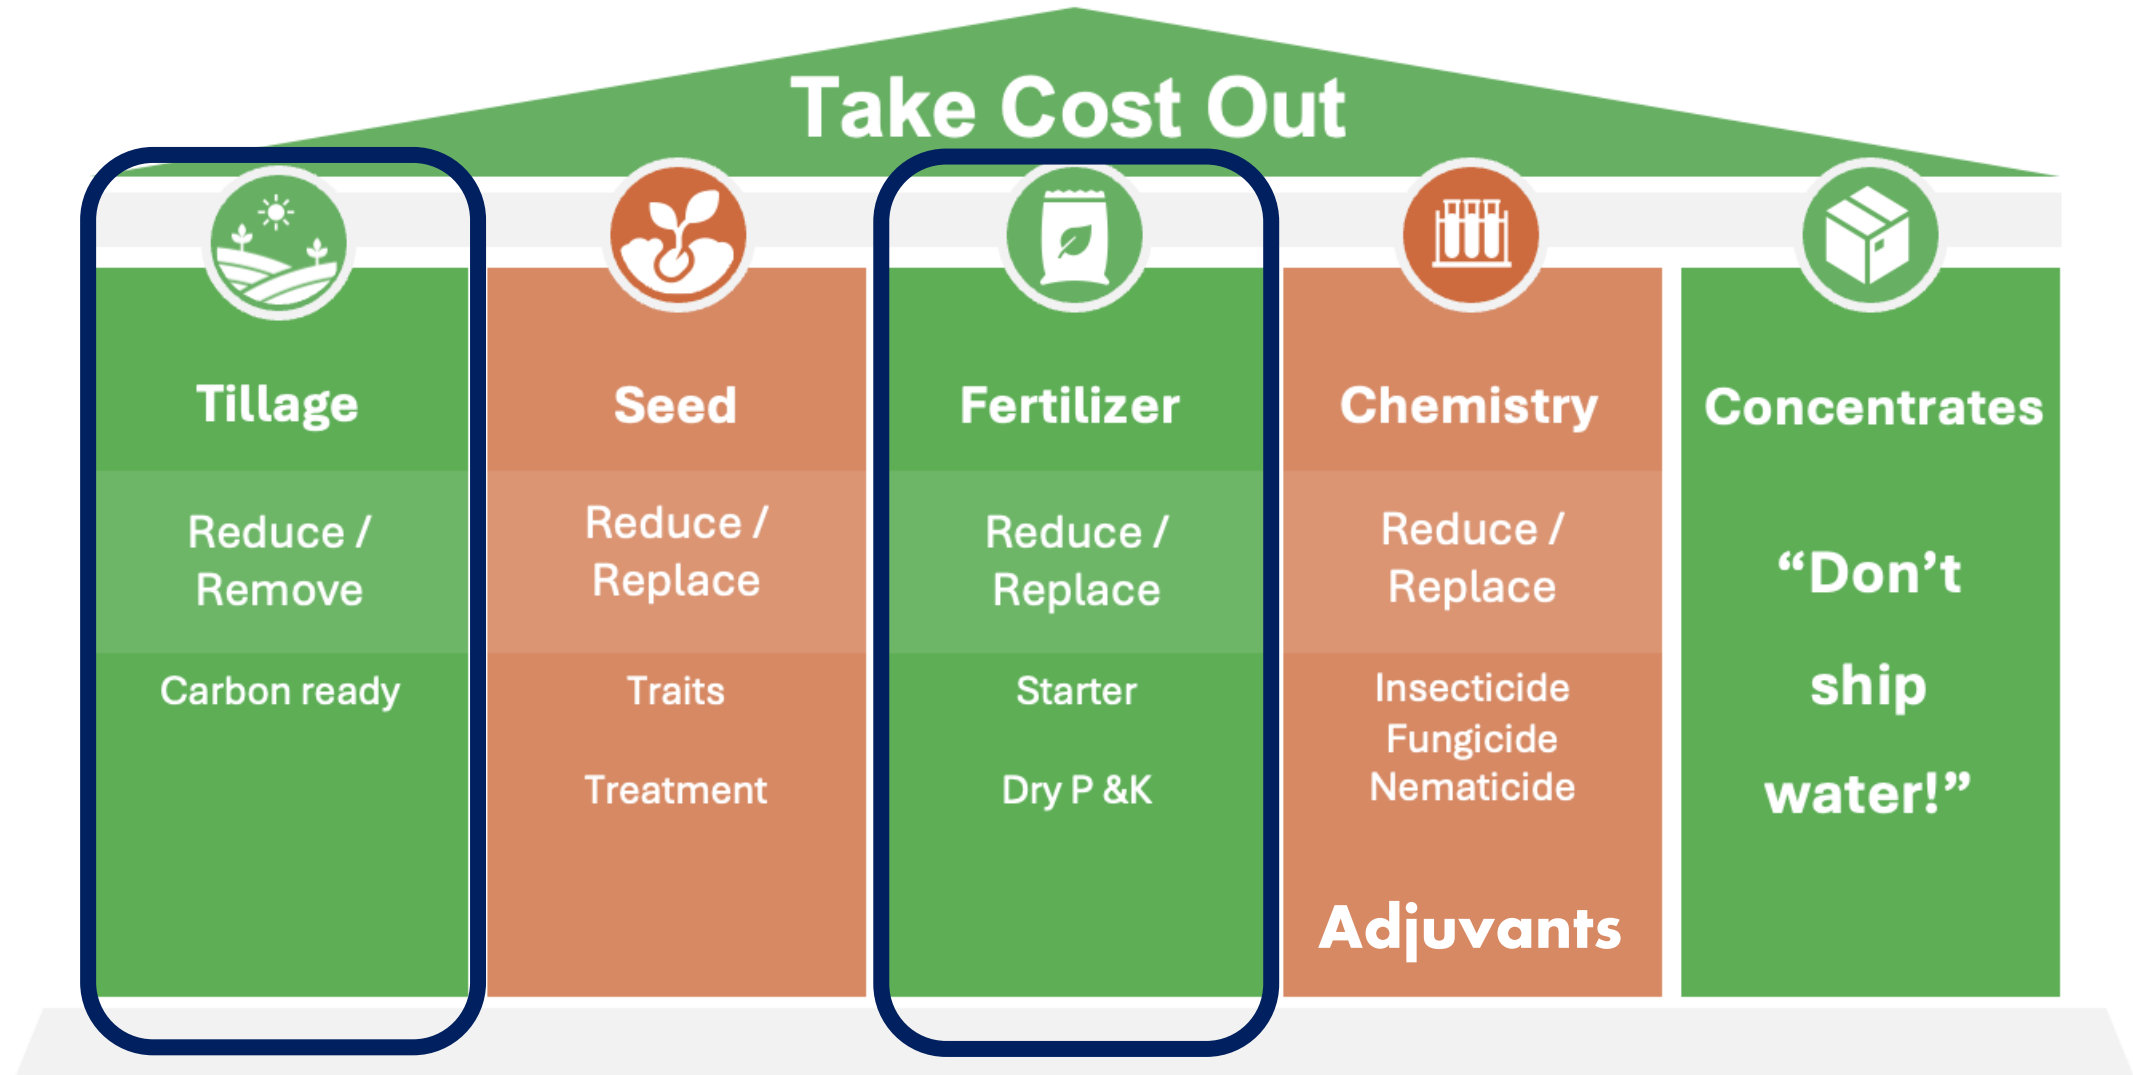 Take Cost Out
Tillage
Reduce /
Remove
Carbon ready
Seed
Reduce /
Replace
Traits
Treatment
Fertilizer
Reduce /
Replace
Starter
Dry P &K
Chemistry
Reduce /
Replace
Insecticide
Fungicide
Nematicide
Adjuvants
Concentrates
“Don’t
ship
water!”